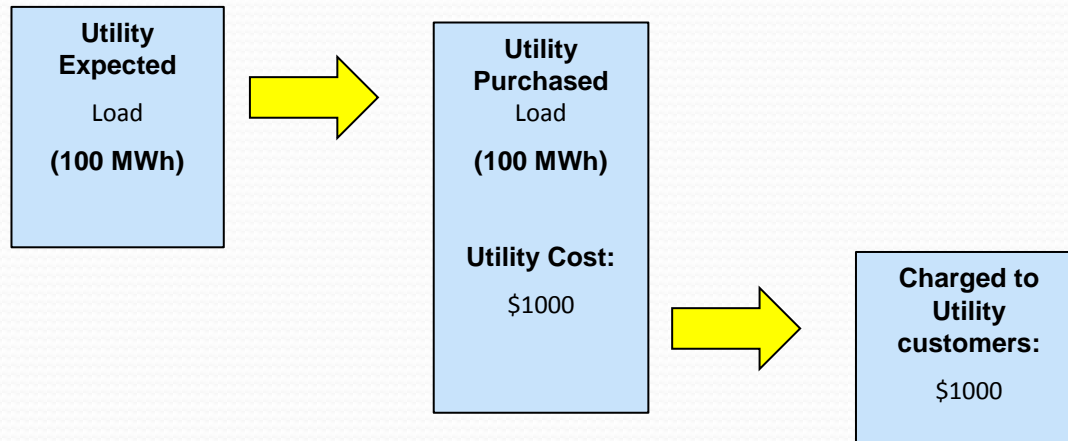 Utility
Expected
Load
(100 MWh)
Utility
Purchased
Load
(100 MWh)
Utility Cost:
$1000
Charged to
Utility
customers:
$1000